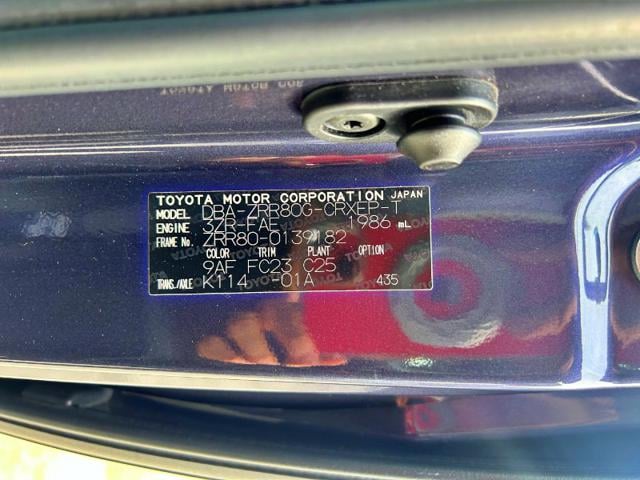 TOYOTA MOTOR CORPORATION JAPAN
MODEL DBA-ZRR80G-CRXEP-T
ENGINE 3ZR-FAE 1986 mL
FRAME No. ZRR80-0139182
COLOR TRIM PLANT OPTION
9AF FC23 C25
TRANS./AXLE K114 -01A 435